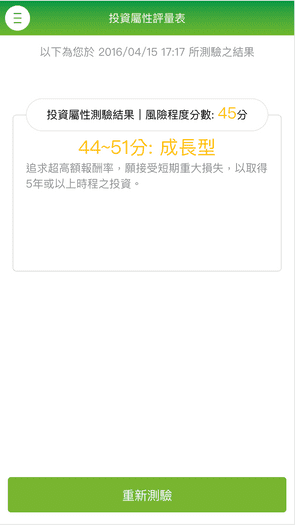 投資屬性評量表
以下為您於 2016/04/15 17:17 所測驗之結果
投資屬性測驗結果 | 風險程度分數: 45分
44~51分: 成長型
追求超高額報酬率，願接受短期重大損失，以取得
5年或以上時程之投資。
重新測驗